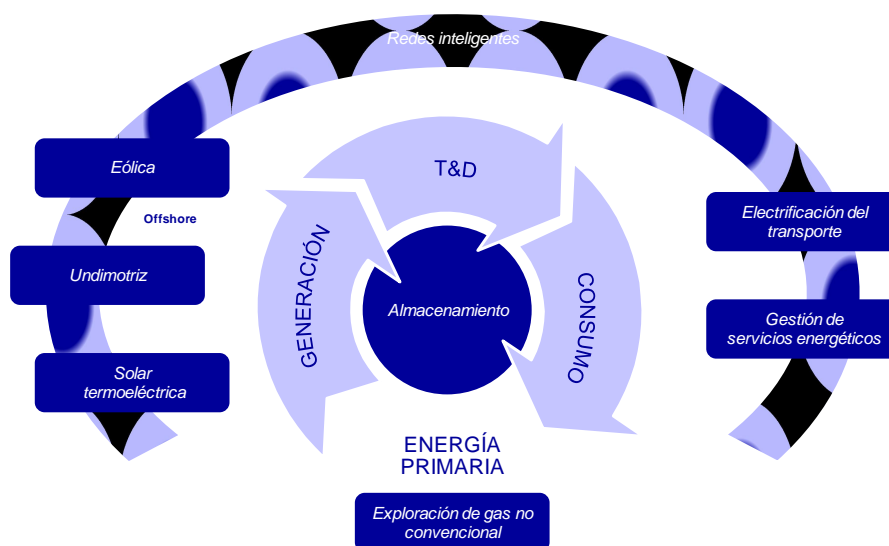 Redes inteligentes
Eólica
Offshore
Undimotriz
Solar
termoeléctrica
GENERACIÓN
T&D
CONSUMO
Almacenamiento
Electrificación del
transporte
Gestión de
servicios energéticos
ENERGÍA
PRIMARIA
Exploración de gas no
convencional